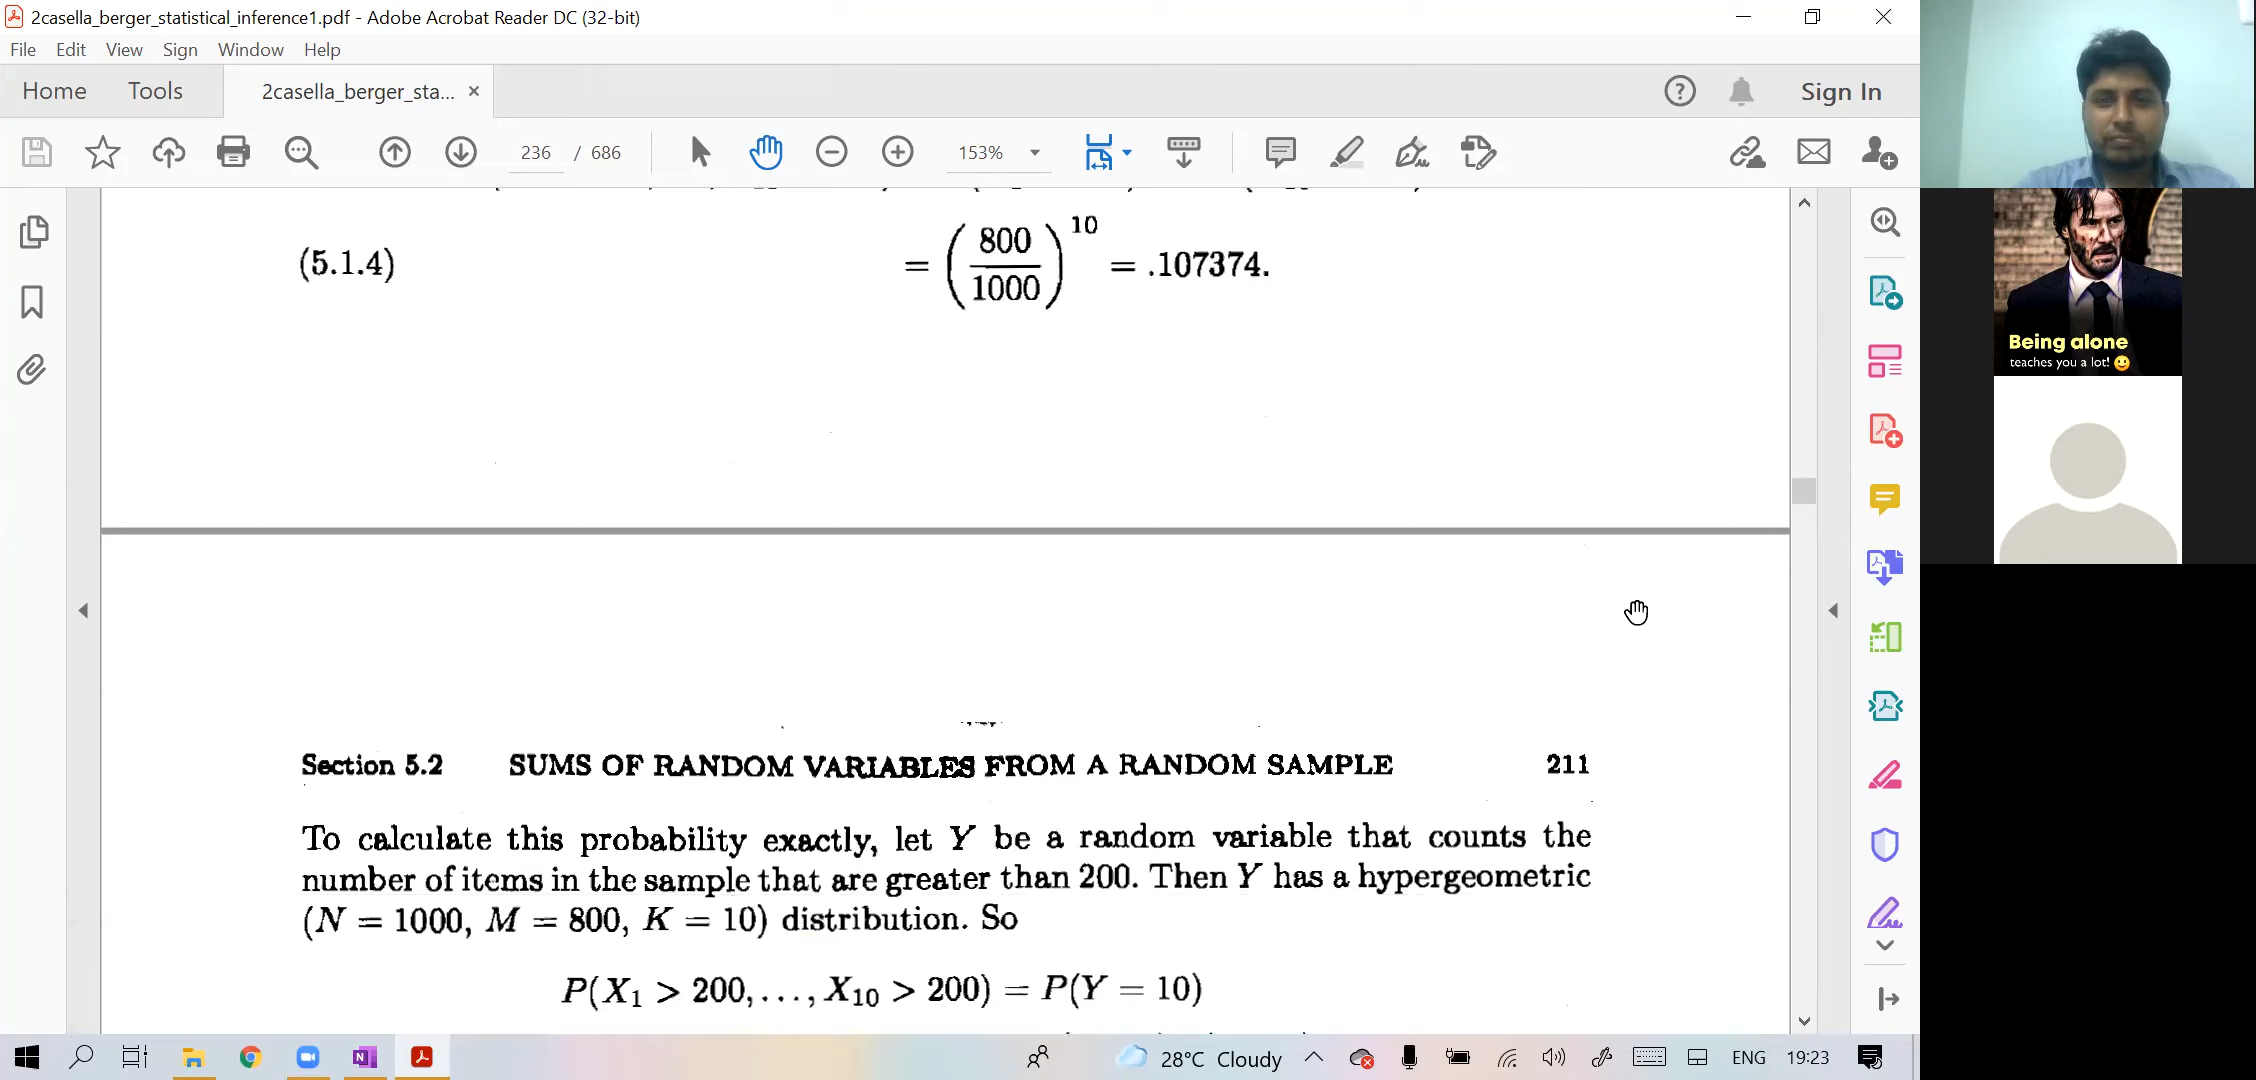 2casella_berger_statistical_inference1.pdf - Adobe Acrobat Reader DC (32-bit)
File Edit View Sign Window Help
Home Tools 2casella_berger_sta... × Sign In
236 / 686 153%
(5.1.4) = (800/1000)^10 = .107374.
Being alone
teaches you a lot!
Section 5.2 SUMS OF RANDOM VARIABLES FROM A RANDOM SAMPLE 211
To calculate this probability exactly, let Y be a random variable that counts the
number of items in the sample that are greater than 200. Then Y has a hypergeometric
(N = 1000, M = 800, K = 10) distribution. So
P(X₁ > 200, . . . , X₁₀ > 200) = P(Y = 10)
28°C Cloudy ENG 19:23